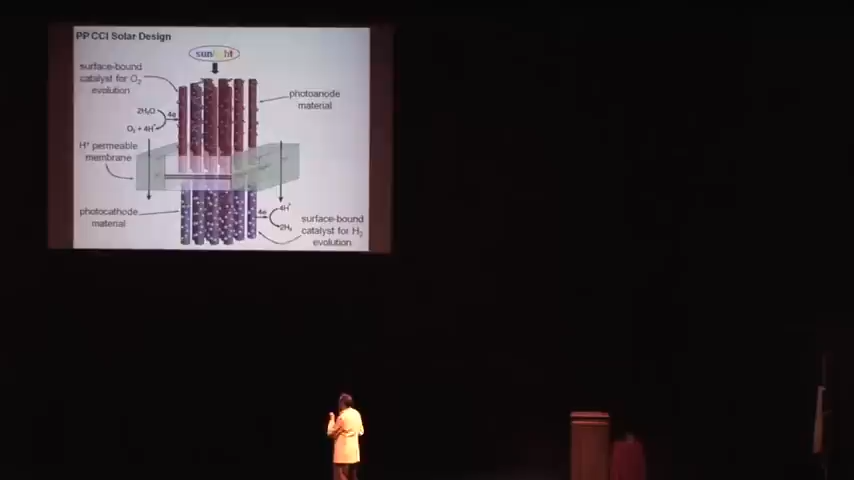 PP CCI Solar Design
sunlight
surface-bound
catalyst for O2
evolution
photoanode
material
2H2O
4e-
O2 + 4H+
H+ permeable
membrane
photocathode
material
4e-
4H+
2H2
surface-bound
catalyst for H2
evolution